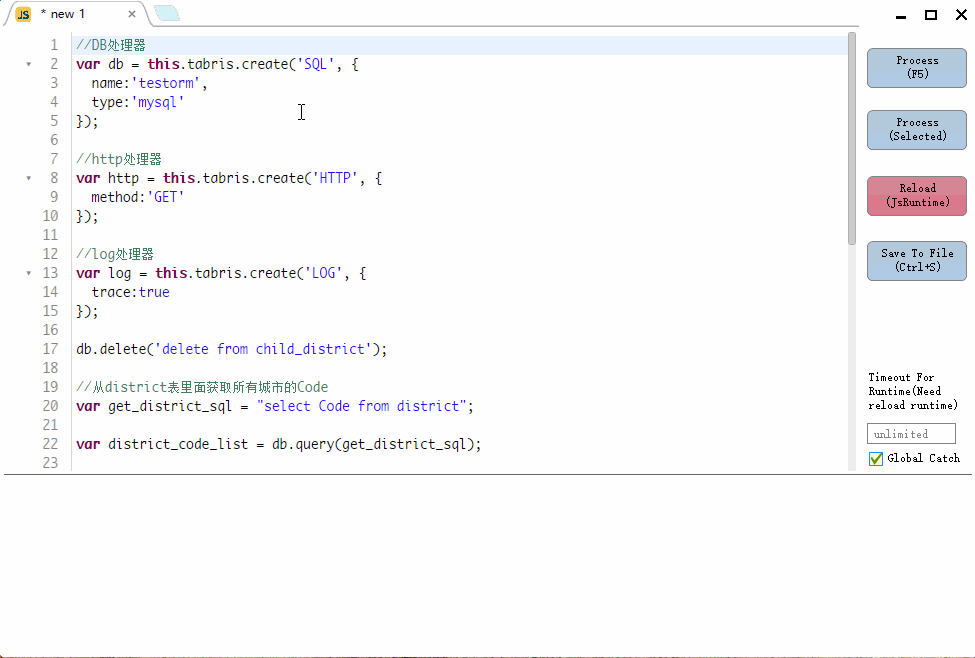 JS * new 1
1 //DB处理器
2 var db = this.tabris.create('SQL', {
3 name:'testorm',
4 type:'mysql'
5 });
6
7 //http处理器
8 var http = this.tabris.create('HTTP', {
9 method:'GET'
10 });
11
12 //log处理器
13 var log = this.tabris.create('LOG', {
14 trace:true
15 });
16
17 db.delete('delete from child_district');
18
19 //从district表里面获取所有城市的Code
20 var get_district_sql = "select Code from district";
21
22 var district_code_list = db.query(get_district_sql);
23
Process
(F5)
Process
(Selected)
Reload
(JsRuntime)
Save To File
(Ctrl+S)
Timeout For
Runtime(Need
reload runtime)
unlimited
Global Catch